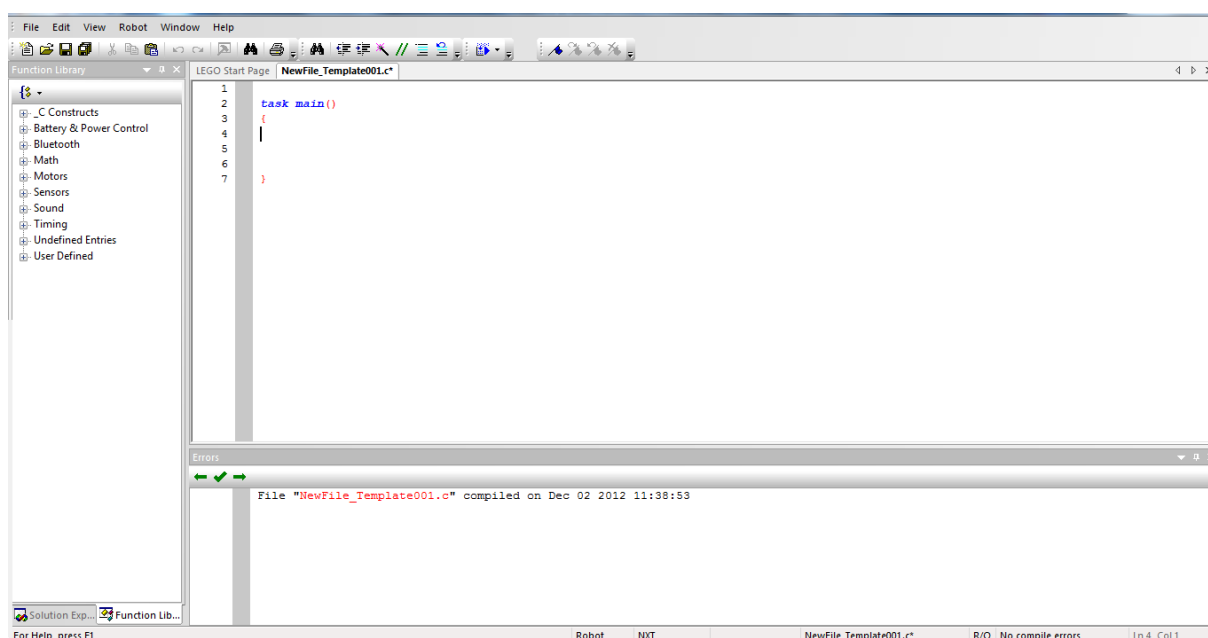 File Edit View Robot Window Help
Function Library
LEGO Start Page NewFile_Template001.c*
_C Constructs
Battery & Power Control
Bluetooth
Math
Motors
Sensors
Sound
Timing
Undefined Entries
User Defined
1
2 task main()
3 {
4
5
6
7 }
Errors
File "NewFile_Template001.c" compiled on Dec 02 2012 11:38:53
Solution Exp... Function Lib...
For Help, press F1 Robot NXT NewFile_Template001.c* R/O No compile errors Ln 4, Col 1